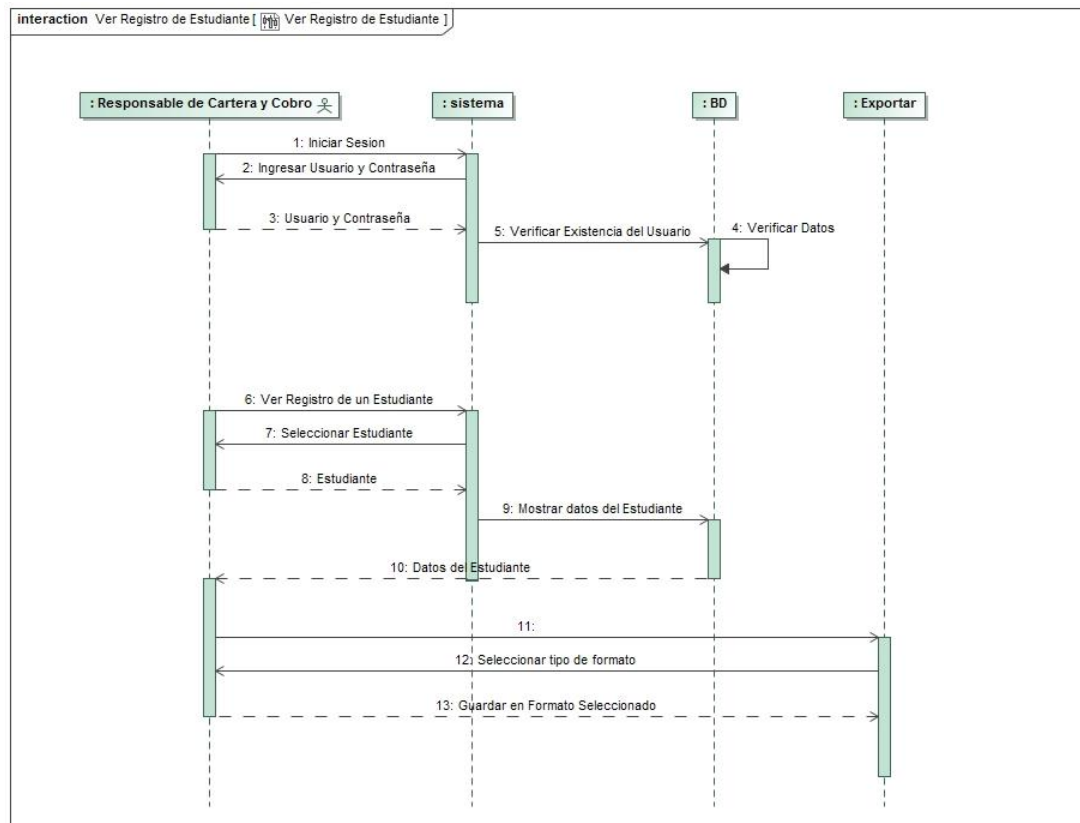 interaction Ver Registro de Estudiante [ Ver Registro de Estudiante ]
: Responsable de Cartera y Cobro
: sistema
: BD
: Exportar
1: Iniciar Sesion
2: Ingresar Usuario y Contraseña
3: Usuario y Contraseña
5: Verificar Existencia del Usuario
4: Verificar Datos
6: Ver Registro de un Estudiante
7: Seleccionar Estudiante
8: Estudiante
9: Mostrar datos del Estudiante
10: Datos del Estudiante
11:
12: Seleccionar tipo de formato
13: Guardar en Formato Seleccionado